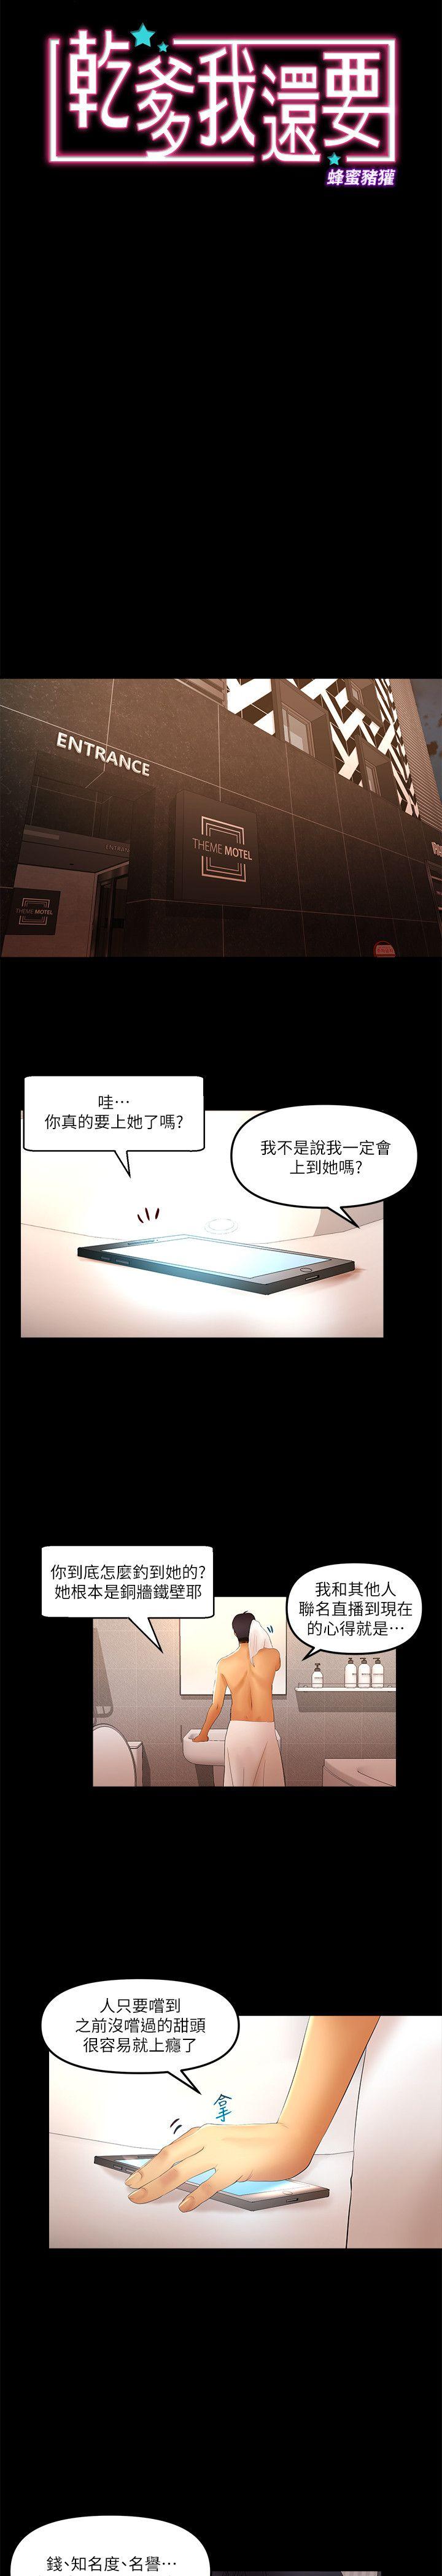 乾爹我還要
蜂蜜豬獾
ENTRANCE
ENTRANCE
THEME MOTEL
THEME MOTEL
哇…
你真的要上她了嗎?
我不是說我一定會
上到她嗎?
你到底怎麼釣到她的?
她根本是銅牆鐵壁耶
我和其他人
聯名直播到現在
的心得就是…
人只要嚐到
之前沒嚐過的甜頭
很容易就上癮了
拿
錢、知名度、名譽…